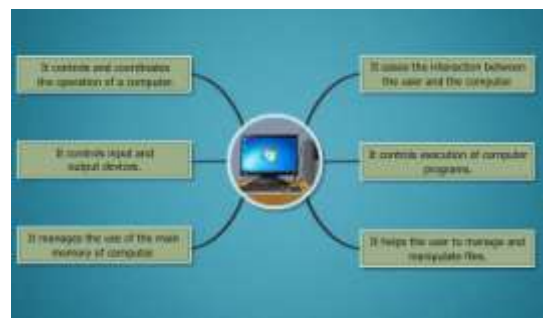 It controls and coordinates
the operation of a computer.
It controls input and
output devices.
It manages the use of the main
memory of computer.
It eases the interaction between
the user and the computer.
It controls execution of computer
programs.
It helps the user to manage and
manipulate files.